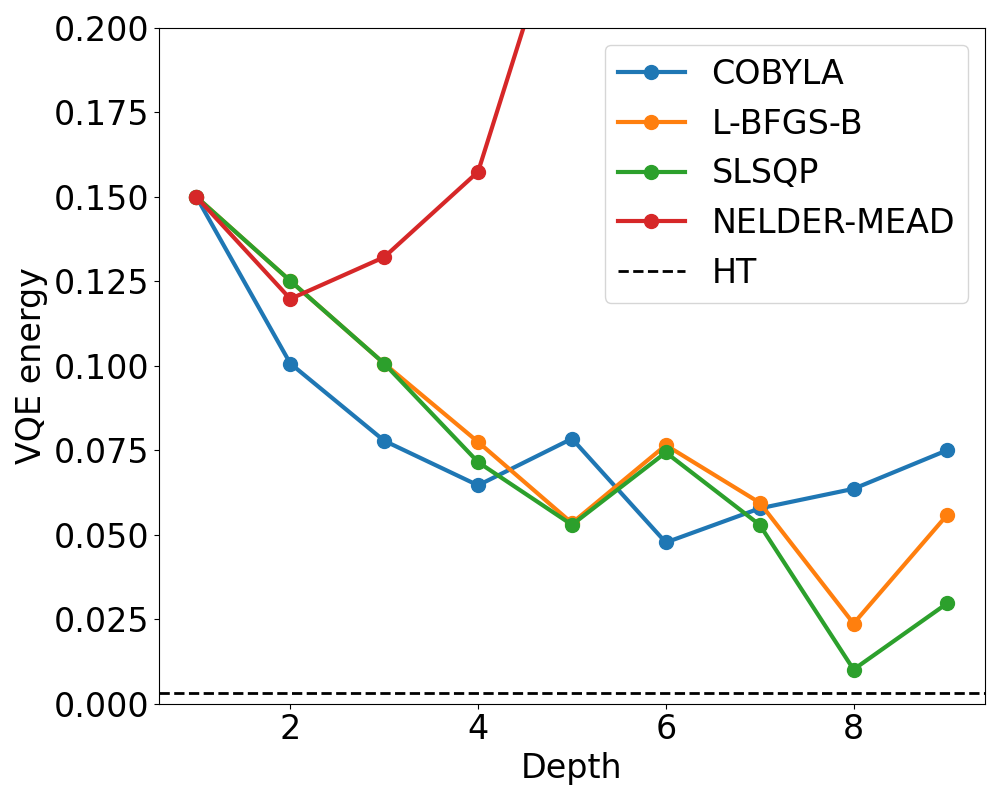 0.200
0.175
0.150
0.125
0.100
0.075
0.050
0.025
0.000
VQE energy
2 4 6 8
Depth
COBYLA
L-BFGS-B
SLSQP
NELDER-MEAD
HT